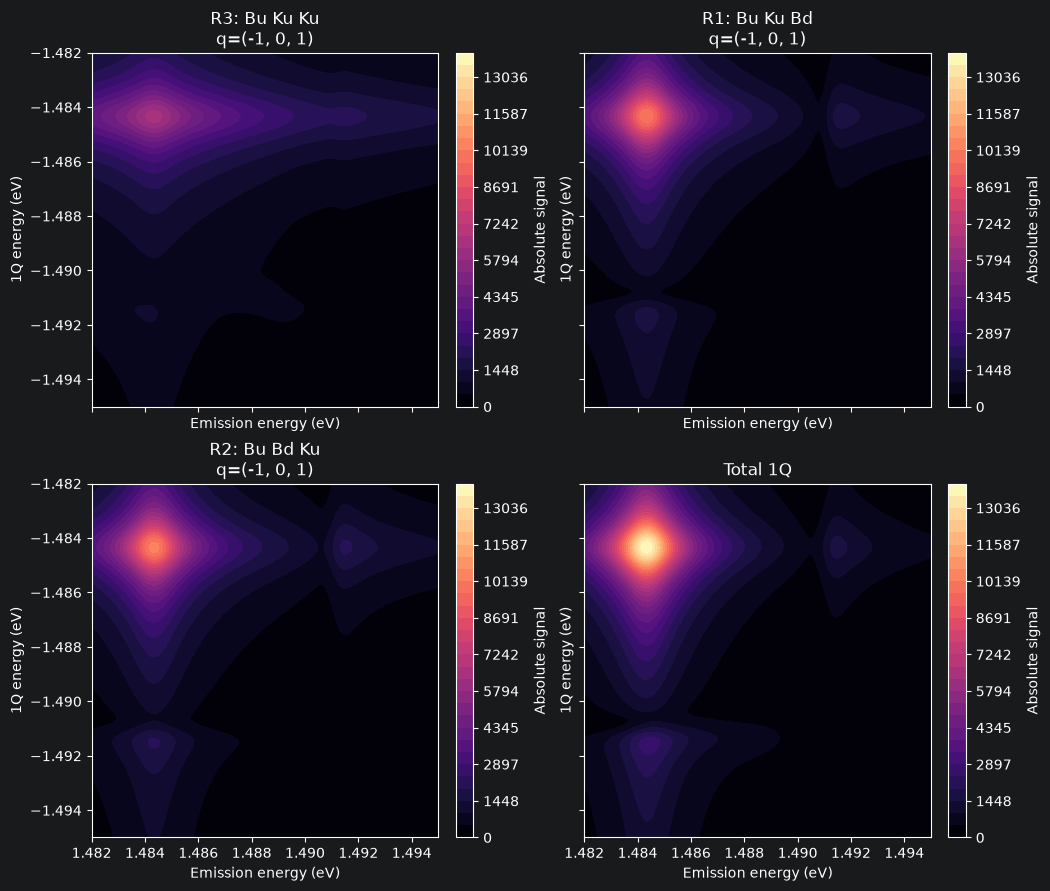 R3: Bu Ku Ku
q=(-1, 0, 1)
−1.482
−1.484
−1.486
−1.488
−1.490
−1.492
−1.494
1Q energy (eV)
Emission energy (eV)
13036
11587
10139
8691
7242
5794
4345
2897
1448
0
Absolute signal
R1: Bu Ku Bd
q=(-1, 0, 1)
1Q energy (eV)
Emission energy (eV)
13036
11587
10139
8691
7242
5794
4345
2897
1448
0
Absolute signal
R2: Bu Bd Ku
q=(-1, 0, 1)
−1.482
−1.484
−1.486
−1.488
−1.490
−1.492
−1.494
1Q energy (eV)
1.482 1.484 1.486 1.488 1.490 1.492 1.494
Emission energy (eV)
13036
11587
10139
8691
7242
5794
4345
2897
1448
0
Absolute signal
Total 1Q
1Q energy (eV)
1.482 1.484 1.486 1.488 1.490 1.492 1.494
Emission energy (eV)
13036
11587
10139
8691
7242
5794
4345
2897
1448
0
Absolute signal